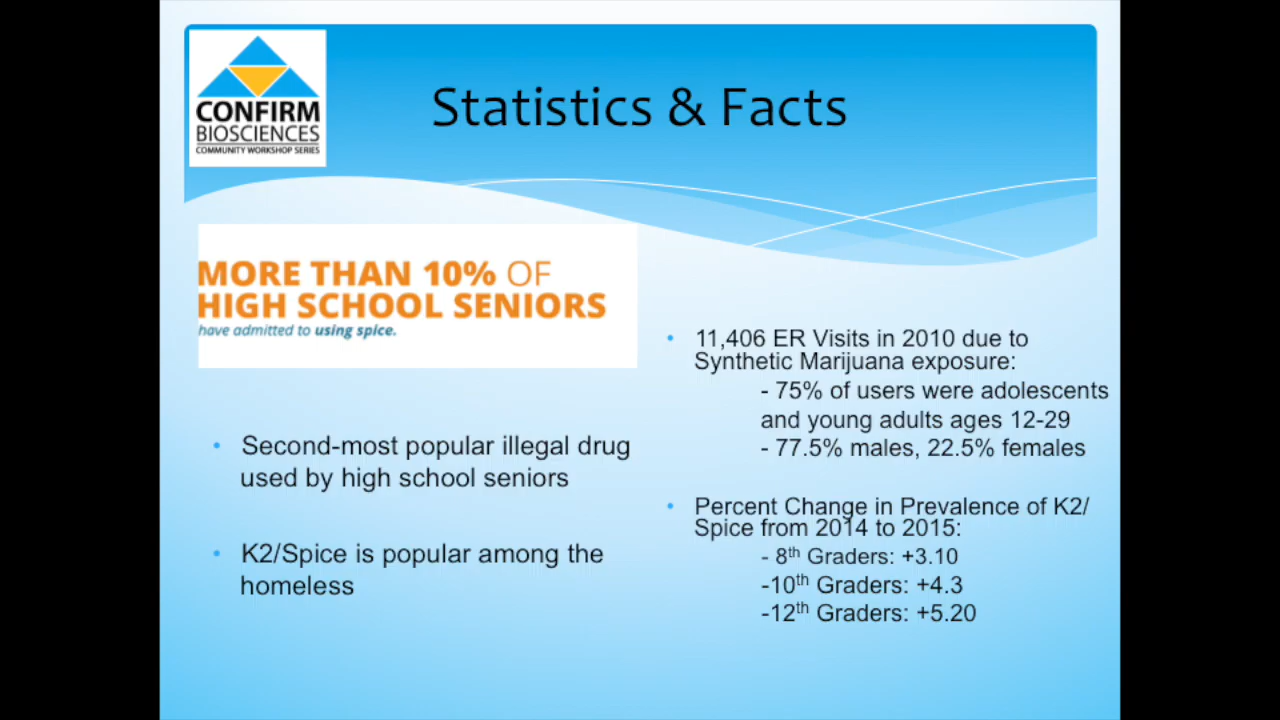 CONFIRM
BIOSCIENCES
COMMUNITY WORKSHOP SERIES
Statistics & Facts
MORE THAN 10% OF
HIGH SCHOOL SENIORS
have admitted to using spice.
• Second-most popular illegal drug
used by high school seniors
• K2/Spice is popular among the
homeless
• 11,406 ER Visits in 2010 due to
Synthetic Marijuana exposure:
- 75% of users were adolescents
and young adults ages 12-29
- 77.5% males, 22.5% females
• Percent Change in Prevalence of K2/
Spice from 2014 to 2015:
- 8th Graders: +3.10
-10th Graders: +4.3
-12th Graders: +5.20